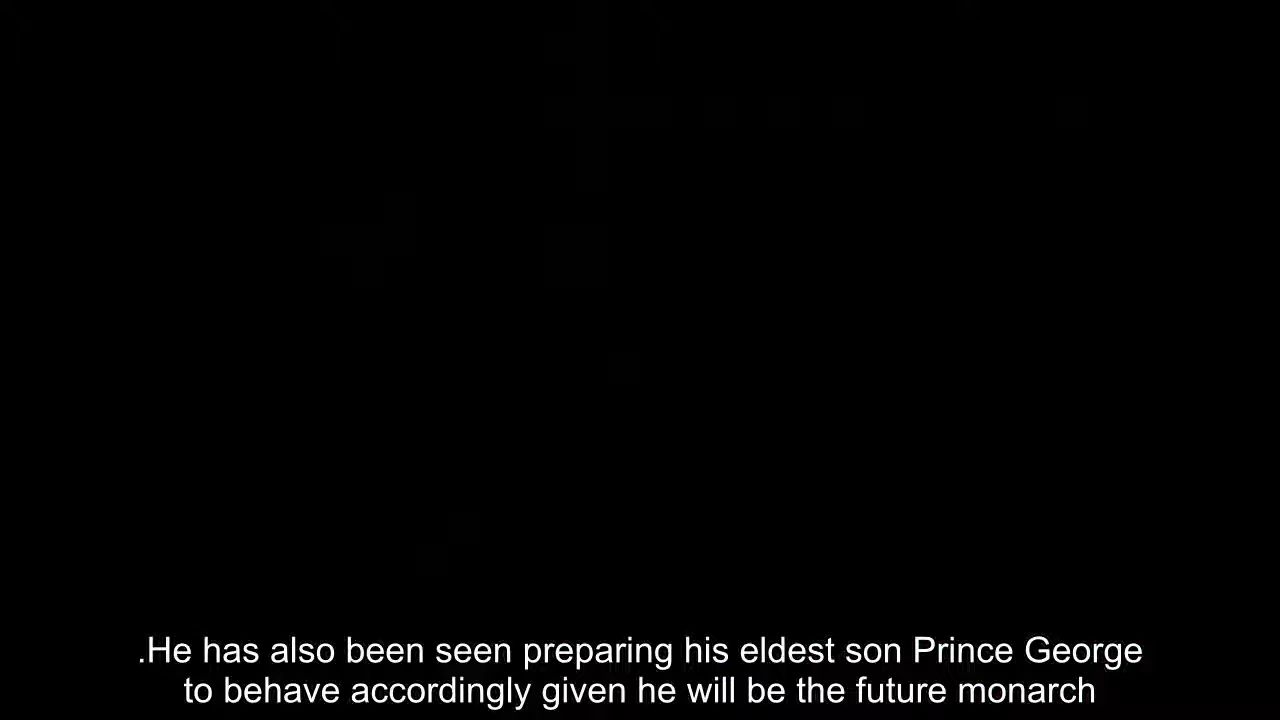 .He has also been seen preparing his eldest son Prince George
to behave accordingly given he will be the future monarch